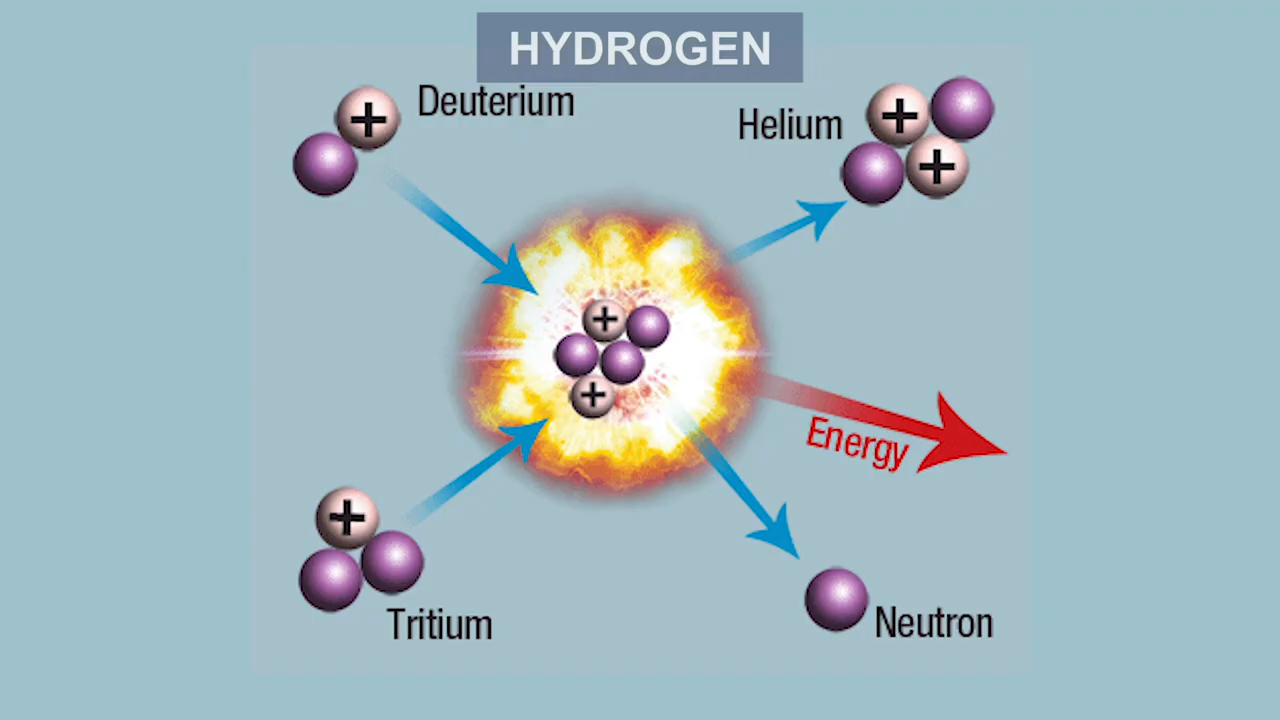 HYDROGEN
Deuterium
Helium
+
+
+
+
+
Energy
+
Tritium
Neutron